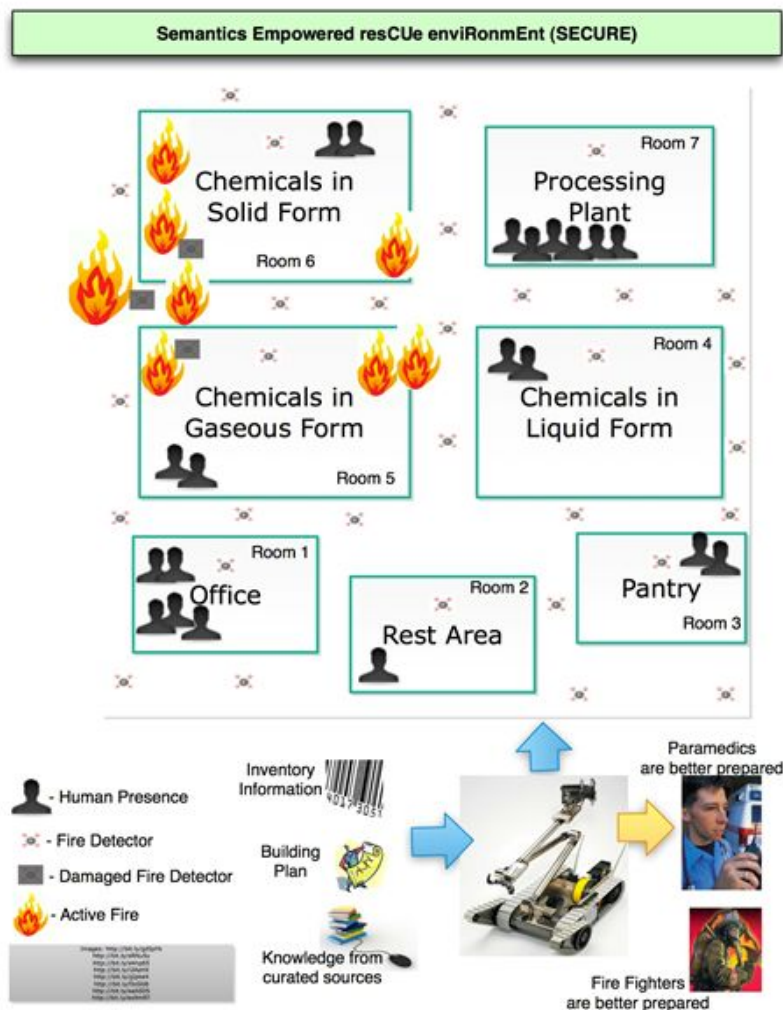 Semantics Empowered resCUe enviRonmEnt (SECURE)
Chemicals in
Solid Form
Room 6
Room 7
Processing
Plant
Chemicals in
Gaseous Form
Room 5
Room 4
Chemicals in
Liquid Form
Room 1
Office
Room 2
Rest Area
Pantry
Room 3
- Human Presence
- Fire Detector
- Damaged Fire Detector
- Active Fire
Inventory
Information
Building
Plan
Knowledge from
curated sources
Paramedics
are better prepared
Fire Fighters
are better prepared